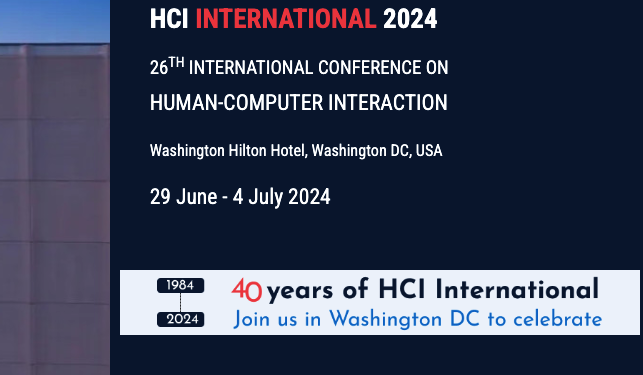 HCI INTERNATIONAL 2024
26TH INTERNATIONAL CONFERENCE ON
HUMAN-COMPUTER INTERACTION
Washington Hilton Hotel, Washington DC, USA
29 June - 4 July 2024
1984
40 years of HCI International
2024
Join us in Washington DC to celebrate